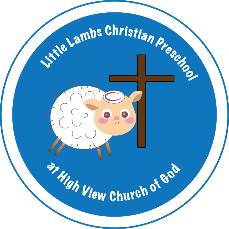 Little Lambs Christian Preschool
at High View Church of God